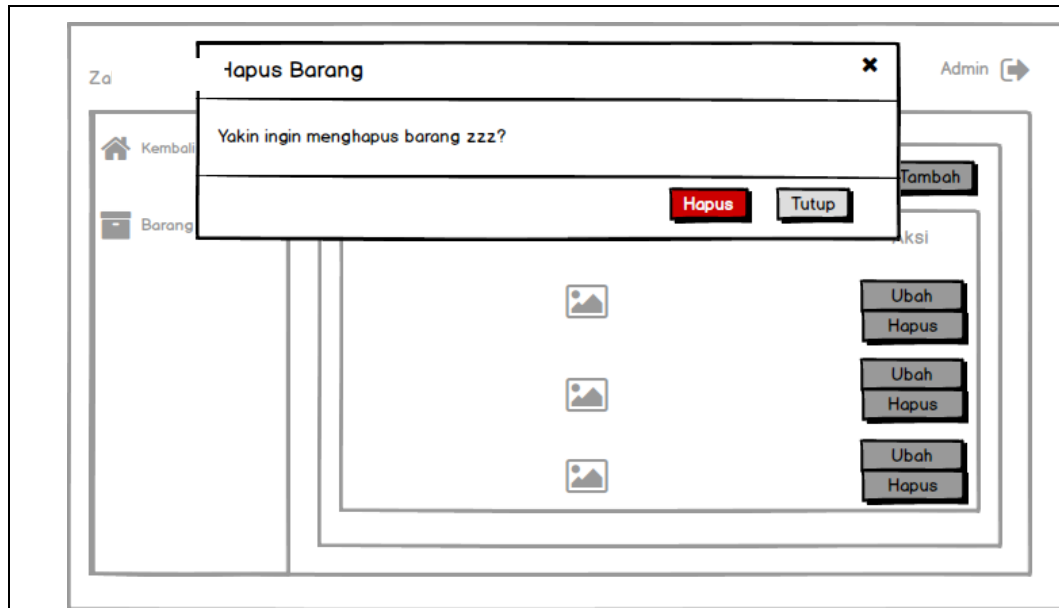 Hapus Barang
Za
Admin
Yakin ingin menghapus barang zzz?
Kembali
Tambah
Hapus
Tutup
Barang
Aksi
Ubah
Hapus
Ubah
Hapus
Ubah
Hapus